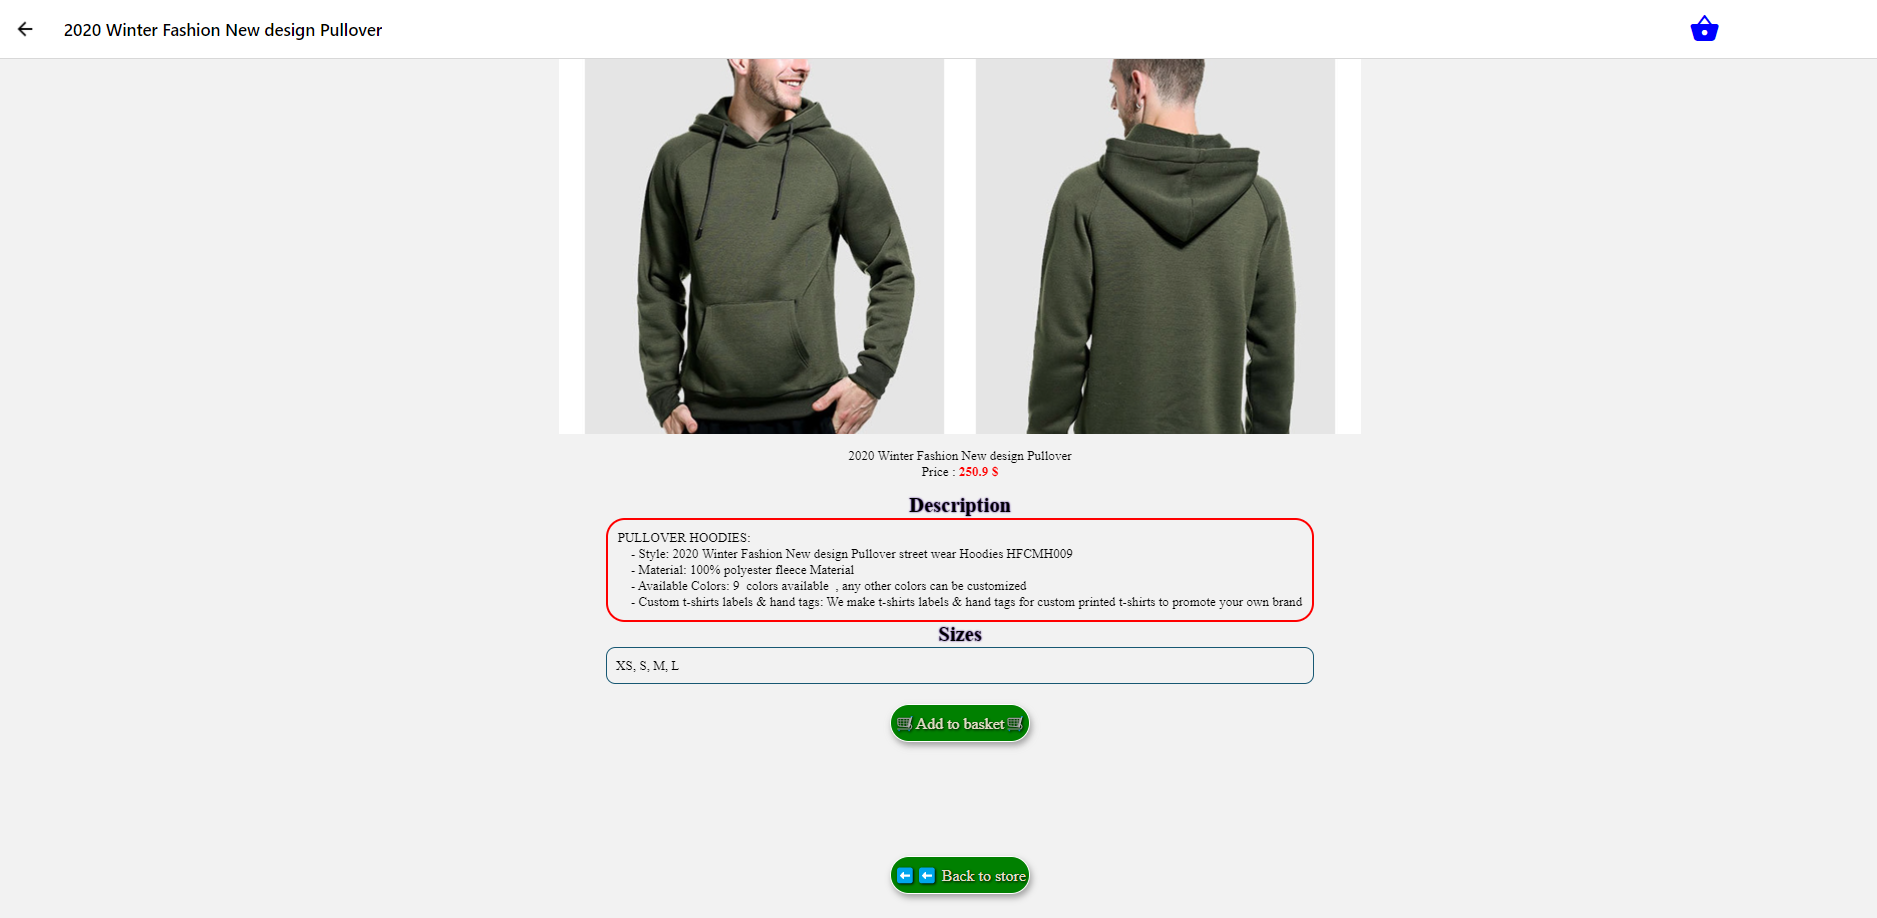 2020 Winter Fashion New design Pullover
2020 Winter Fashion New design Pullover
Price : 250.9 $
Description
PULLOVER HOODIES:
- Style: 2020 Winter Fashion New design Pullover street wear Hoodies HFCMH009
- Material: 100% polyester fleece Material
- Available Colors: 9  colors available  , any other colors can be customized
- Custom t-shirts labels & hand tags: We make t-shirts labels & hand tags for custom printed t-shirts to promote your own brand
Sizes
XS, S, M, L
Add to basket
Back to store